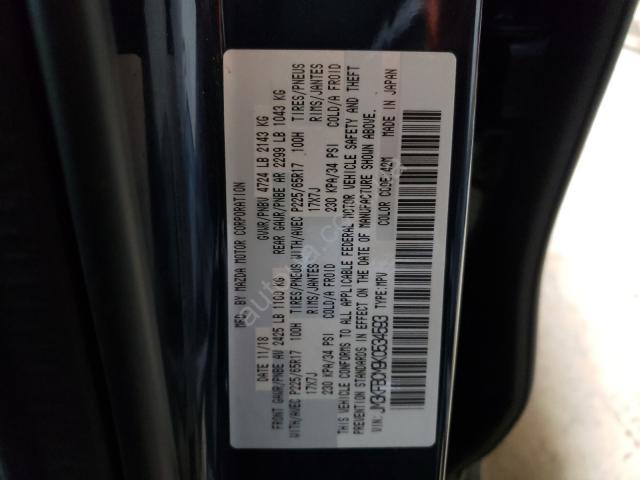 MFD BY MAZDA MOTOR CORPORATION
DATE 11/18 GVWR/PNBV 4724 LB 2143 KG
FRONT GAWR/PNBE AV 2425 LB 1100 KG REAR GAWR/PNBE AR 2299 LB 1043 KG
WITH/AVEC P225/65R17 100H TIRES/PNEUS WITH/AVEC P225/65R17 100H TIRES/PNEUS
17X7J RIMS/JANTES 17X7J RIMS/JANTES
230 KPA/34 PSI COLD/A FROID 230 KPA/34 PSI COLD/A FROID
THIS VEHICLE CONFORMS TO ALL APPLICABLE FEDERAL MOTOR VEHICLE SAFETY AND THEFT
PREVENTION STANDARDS IN EFFECT ON THE DATE OF MANUFACTURE SHOWN ABOVE.
VIN: JM3KFBCM9K0534593 TYPE: MPV COLOR CODE: 42M MADE IN JAPAN